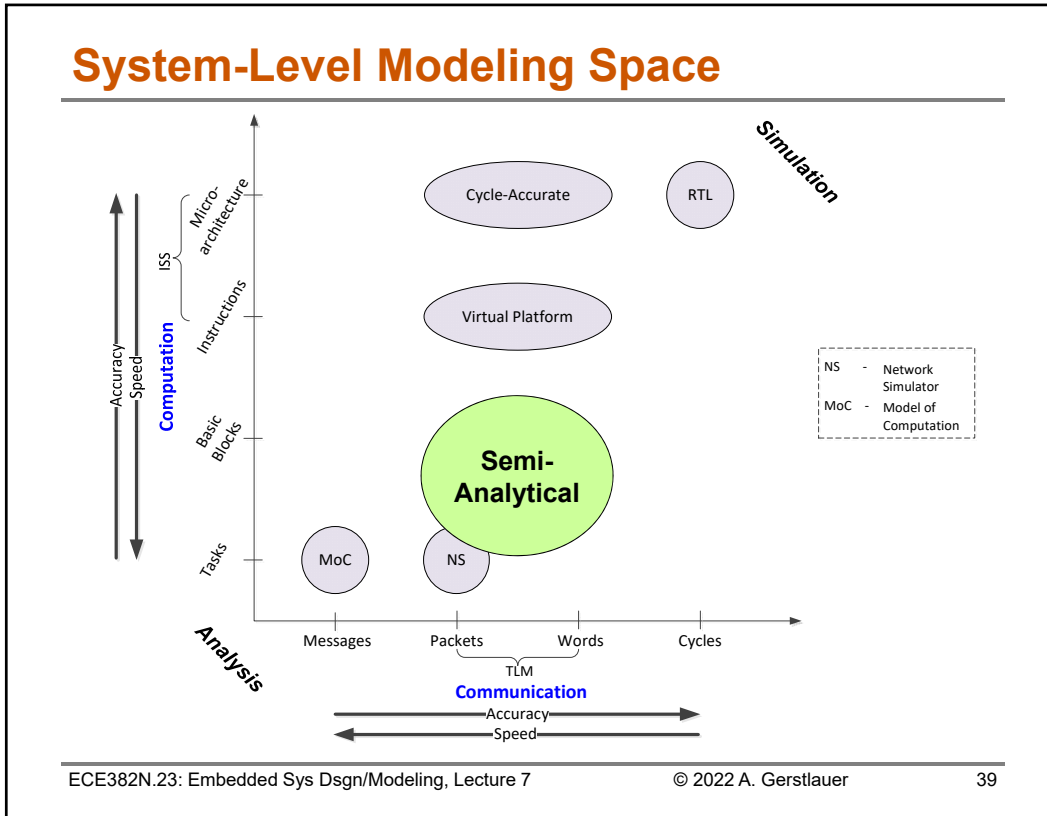 System-Level Modeling Space
Simulation
Micro-
architecture
Cycle-Accurate
RTL
ISS
Instructions
Virtual Platform
Accuracy
Speed
Computation
NS - Network
Simulator
MoC - Model of
Computation
Basic
Blocks
Semi-
Analytical
Tasks
MoC
NS
Analysis
Messages
Packets
Words
Cycles
TLM
Communication
Accuracy
Speed
ECE382N.23: Embedded Sys Dsgn/Modeling, Lecture 7
© 2022 A. Gerstlauer
39